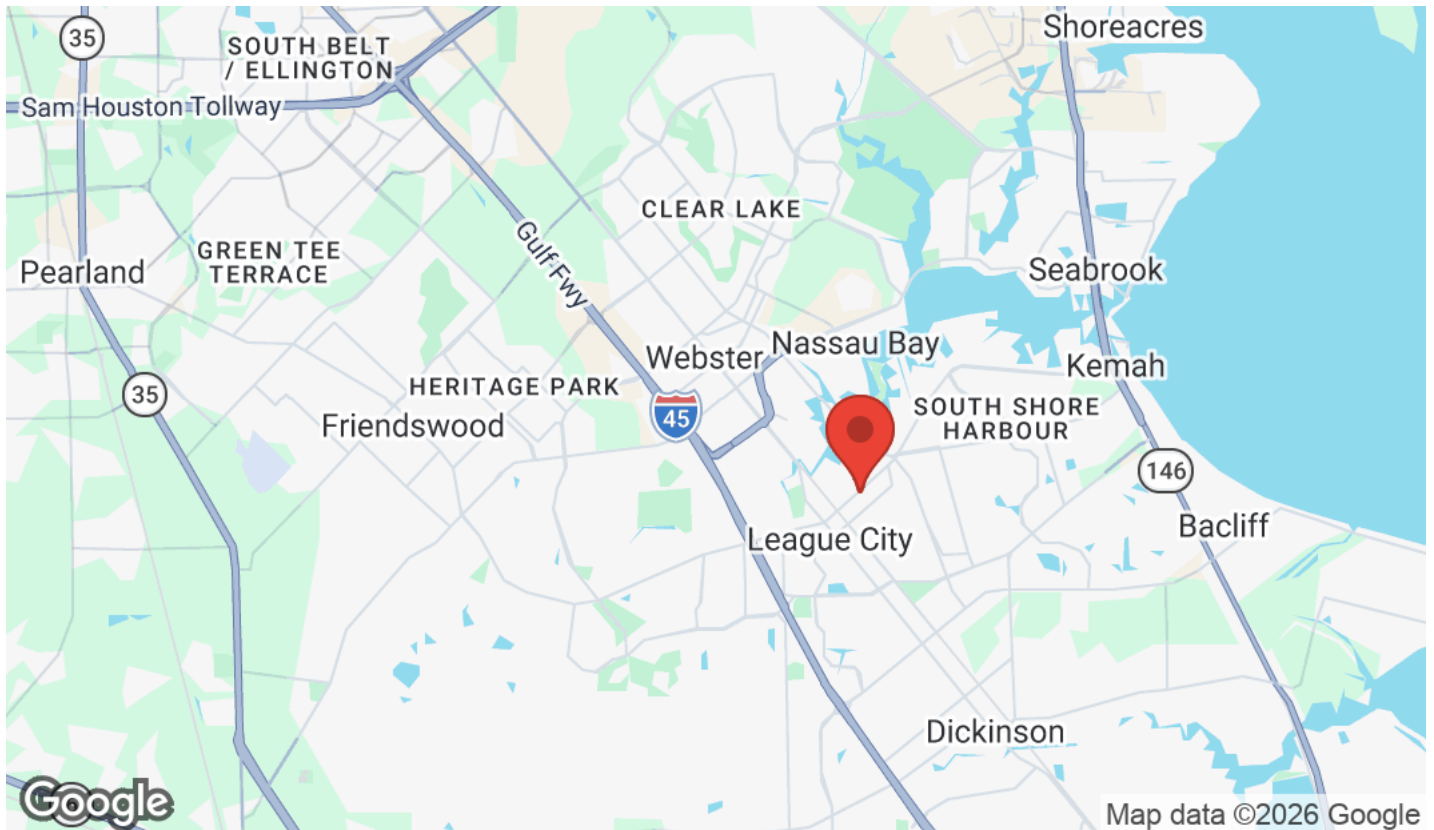 Shoreacres
35
SOUTH BELT
/ ELLINGTON
Sam Houston Tollway
CLEAR LAKE
GREEN TEE
TERRACE
Pearland
Gulf Fwy
Seabrook
Nassau Bay
Webster
Kemah
HERITAGE PARK
35
45
SOUTH SHORE
HARBOUR
Friendswood
146
Bacliff
League City
Dickinson
Google
Map data ©2026 Google